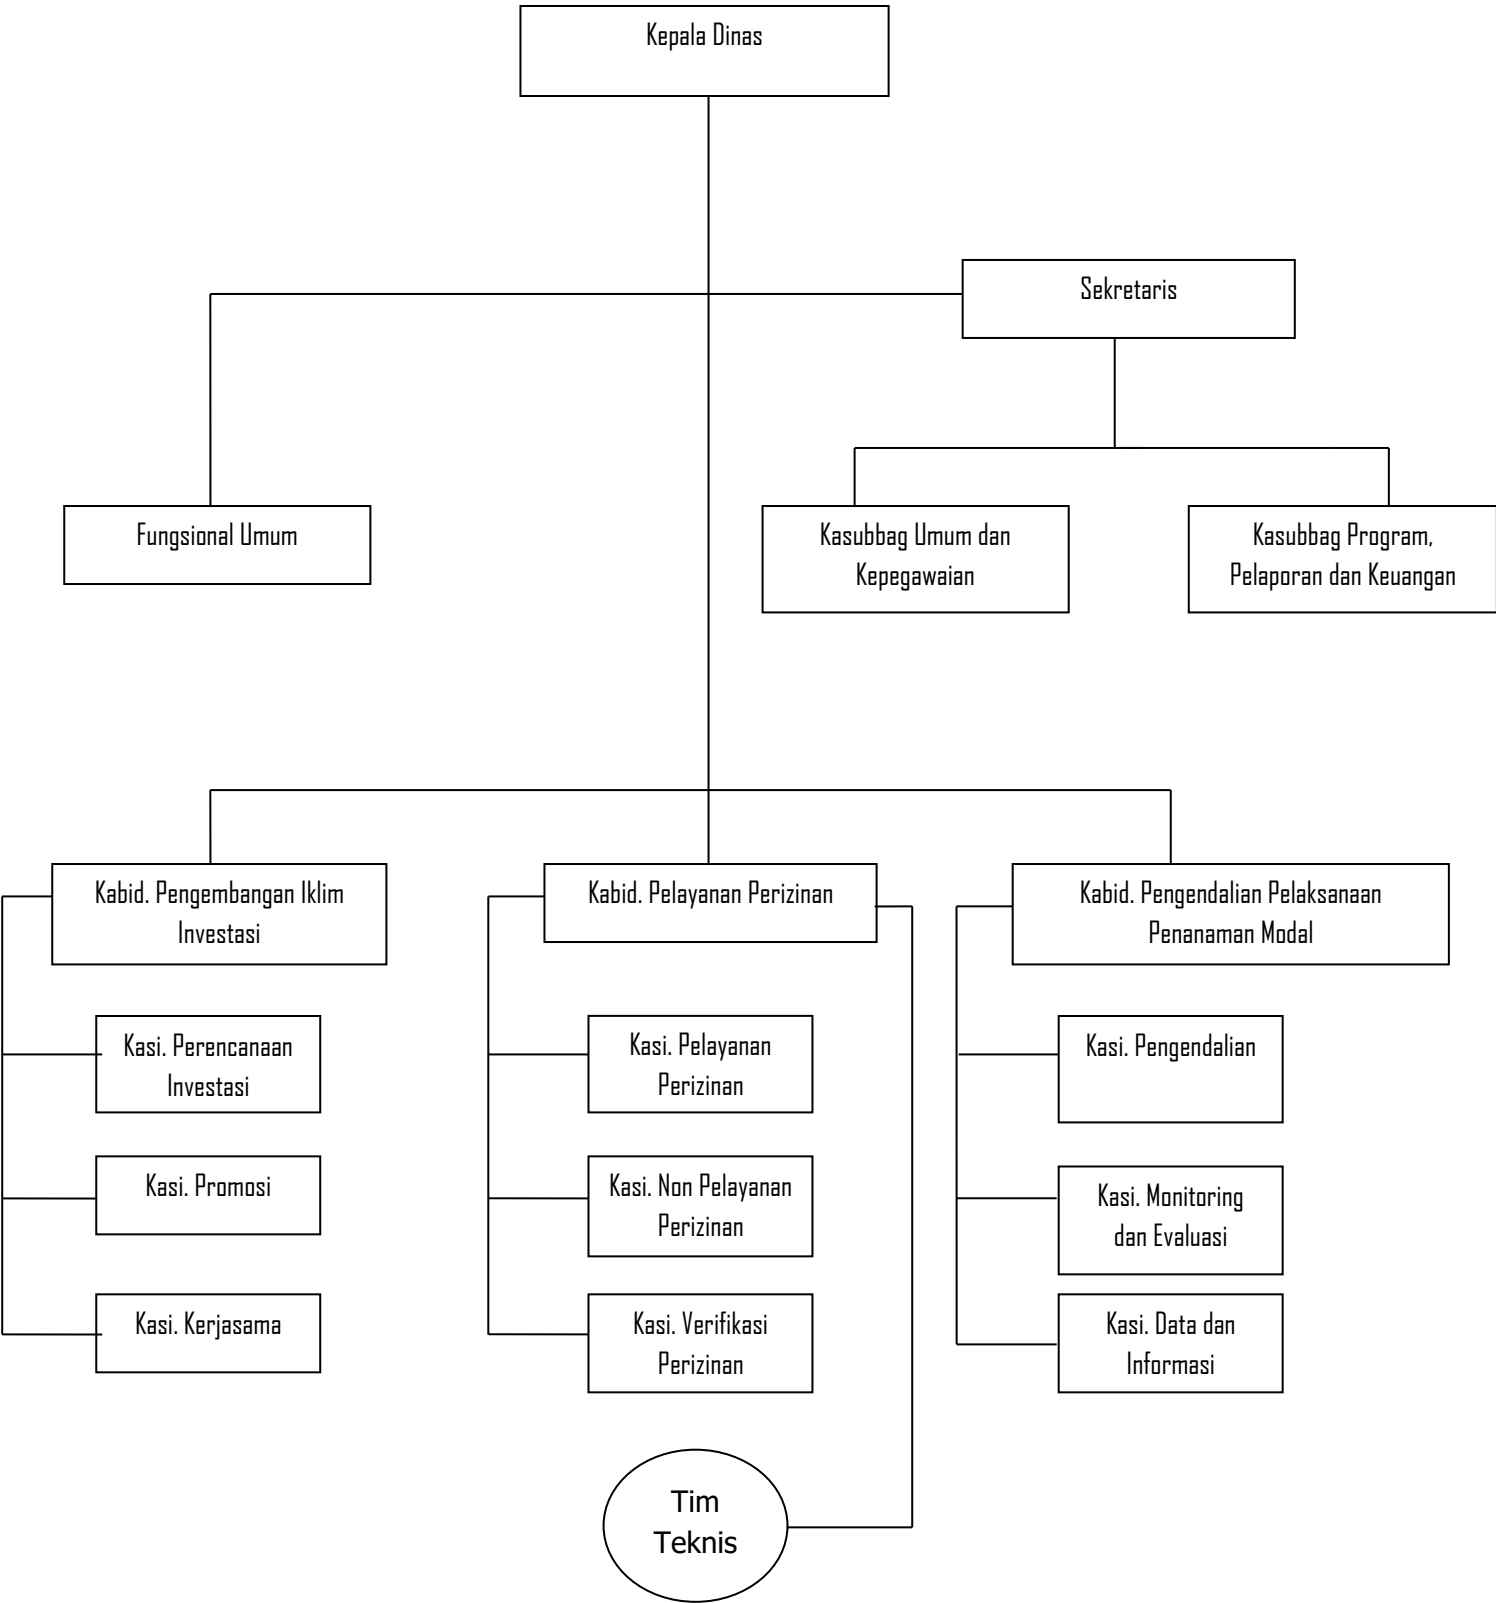 Kepala Dinas
Sekretaris
Fungsional Umum
Kasubbag Umum dan
Kepegawaian
Kasubbag Program,
Pelaporan dan Keuangan
Kabid. Pengembangan Iklim
Investasi
Kabid. Pelayanan Perizinan
Kabid. Pengendalian Pelaksanaan
Penanaman Modal
Kasi. Perencanaan
Investasi
Kasi. Pelayanan
Perizinan
Kasi. Pengendalian
Kasi. Promosi
Kasi. Non Pelayanan
Perizinan
Kasi. Monitoring
dan Evaluasi
Kasi. Kerjasama
Kasi. Verifikasi
Perizinan
Kasi. Data dan
Informasi
Tim
Teknis